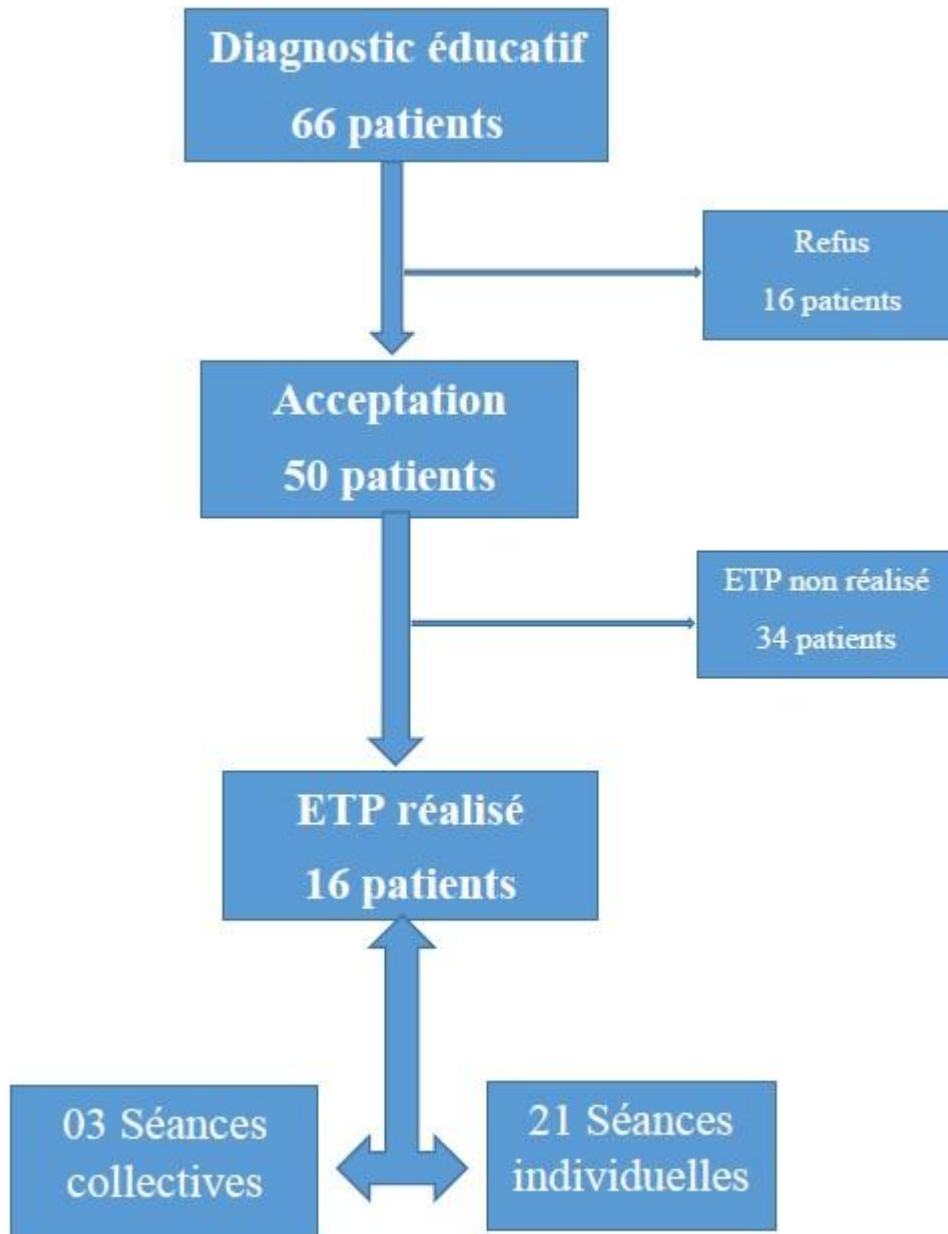 Diagnostic éducatif
66 patients
Refus
16 patients
Acceptation
50 patients
ETP non réalisé
34 patients
ETP réalisé
16 patients
03 Séances
collectives
21 Séances
individuelles